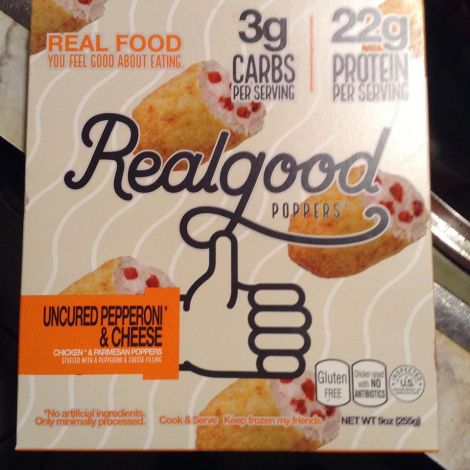 REAL FOOD
YOU FEEL GOOD ABOUT EATING.
3g
CARBS
PER SERVING
22g
PROTEIN
PER SERVING
Realgood
POPPERS™
UNCURED PEPPERONI*
& CHEESE
CHICKEN* & PARMESAN POPPERS
STUFFED WITH A PEPPERONI & CHEESE FILLING
Gluten
FREE
Chicken raised
with NO
ANTIBIOTICS
INSPECTED
U.S.
*No artificial ingredients.
Only minimally processed.
Cook & Serve Keep frozen my friends.
NET WT 9oz (255g)